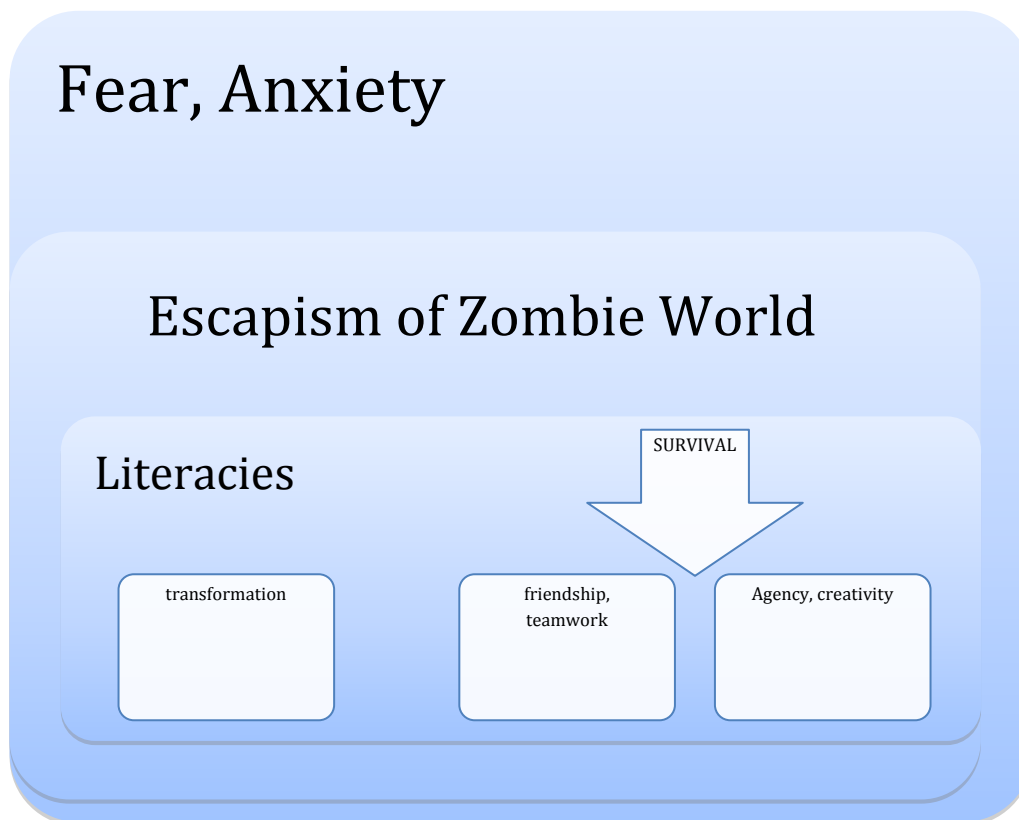 Fear, Anxiety
Escapism of Zombie World
SURVIVAL
Literacies
transformation
friendship,
teamwork
Agency, creativity